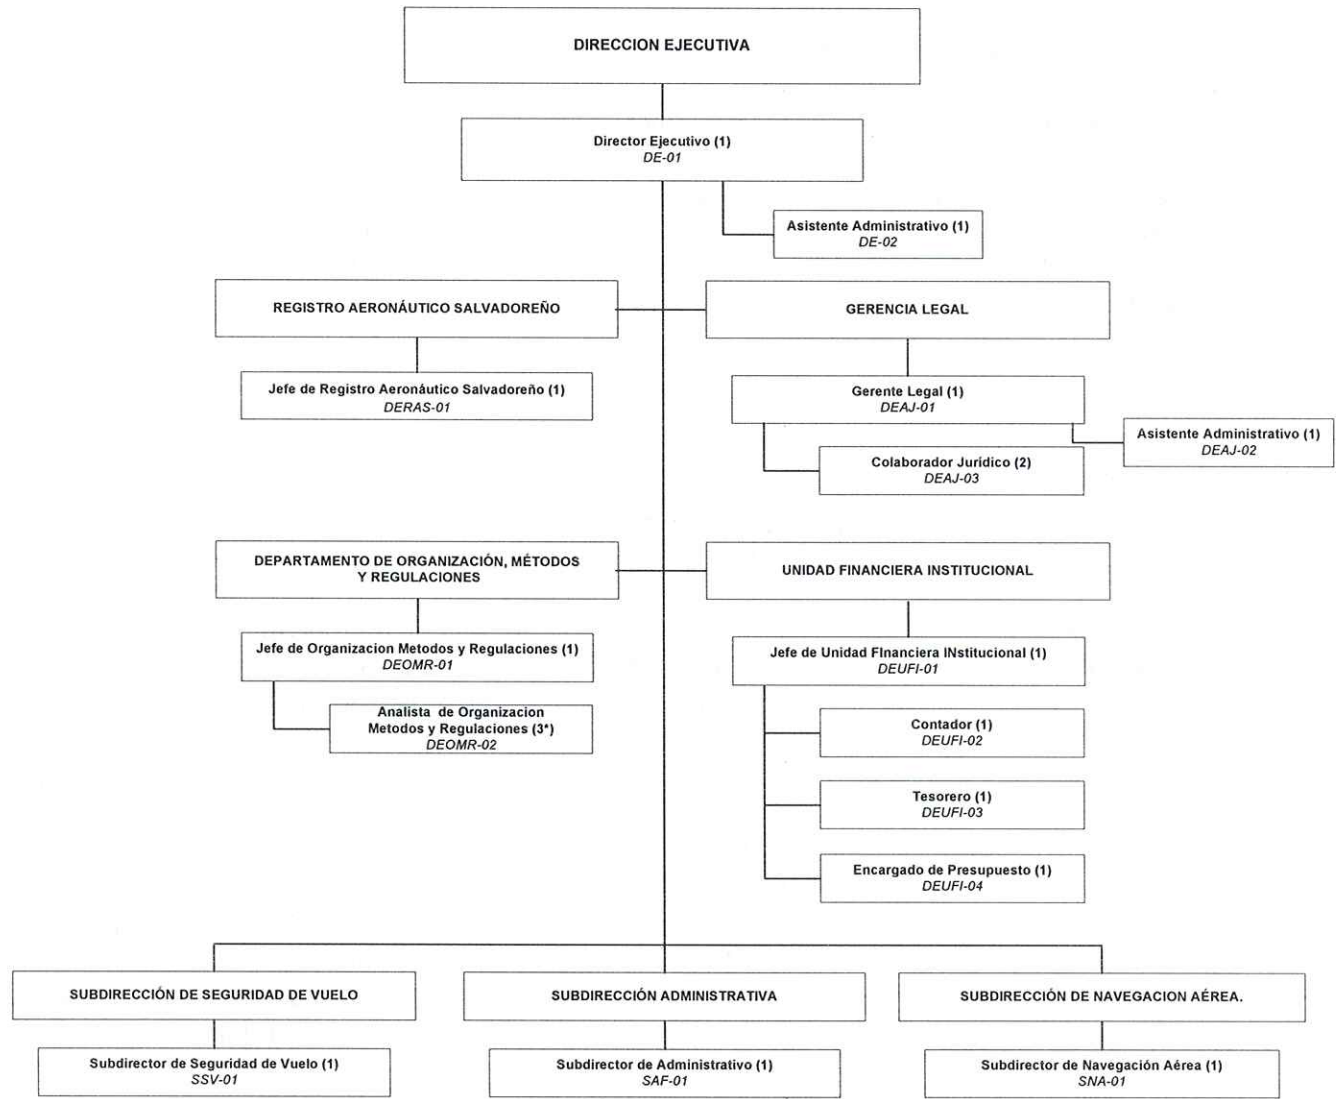 DIRECCION EJECUTIVA
Director Ejecutivo (1)
DE-01
Asistente Administrativo (1)
DE-02
REGISTRO AERONÁUTICO SALVADOREÑO
GERENCIA LEGAL
Jefe de Registro Aeronáutico Salvadoreño (1)
DERAS-01
Gerente Legal (1)
DEAJ-01
Asistente Administrativo (1)
DEAJ-02
Colaborador Jurídico (2)
DEAJ-03
DEPARTAMENTO DE ORGANIZACIÓN, MÉTODOS
Y REGULACIONES
UNIDAD FINANCIERA INSTITUCIONAL
Jefe de Organizacion Metodos y Regulaciones (1)
DEOMR-01
Analista de Organizacion
Metodos y Regulaciones (3*)
DEOMR-02
Jefe de Unidad FInanciera INstitucional (1)
DEUFI-01
Contador (1)
DEUFI-02
Tesorero (1)
DEUFI-03
Encargado de Presupuesto (1)
DEUFI-04
SUBDIRECCIÓN DE SEGURIDAD DE VUELO
SUBDIRECCIÓN ADMINISTRATIVA
SUBDIRECCIÓN DE NAVEGACION AÉREA.
Subdirector de Seguridad de Vuelo (1)
SSV-01
Subdirector de Administrativo (1)
SAF-01
Subdirector de Navegación Aérea (1)
SNA-01